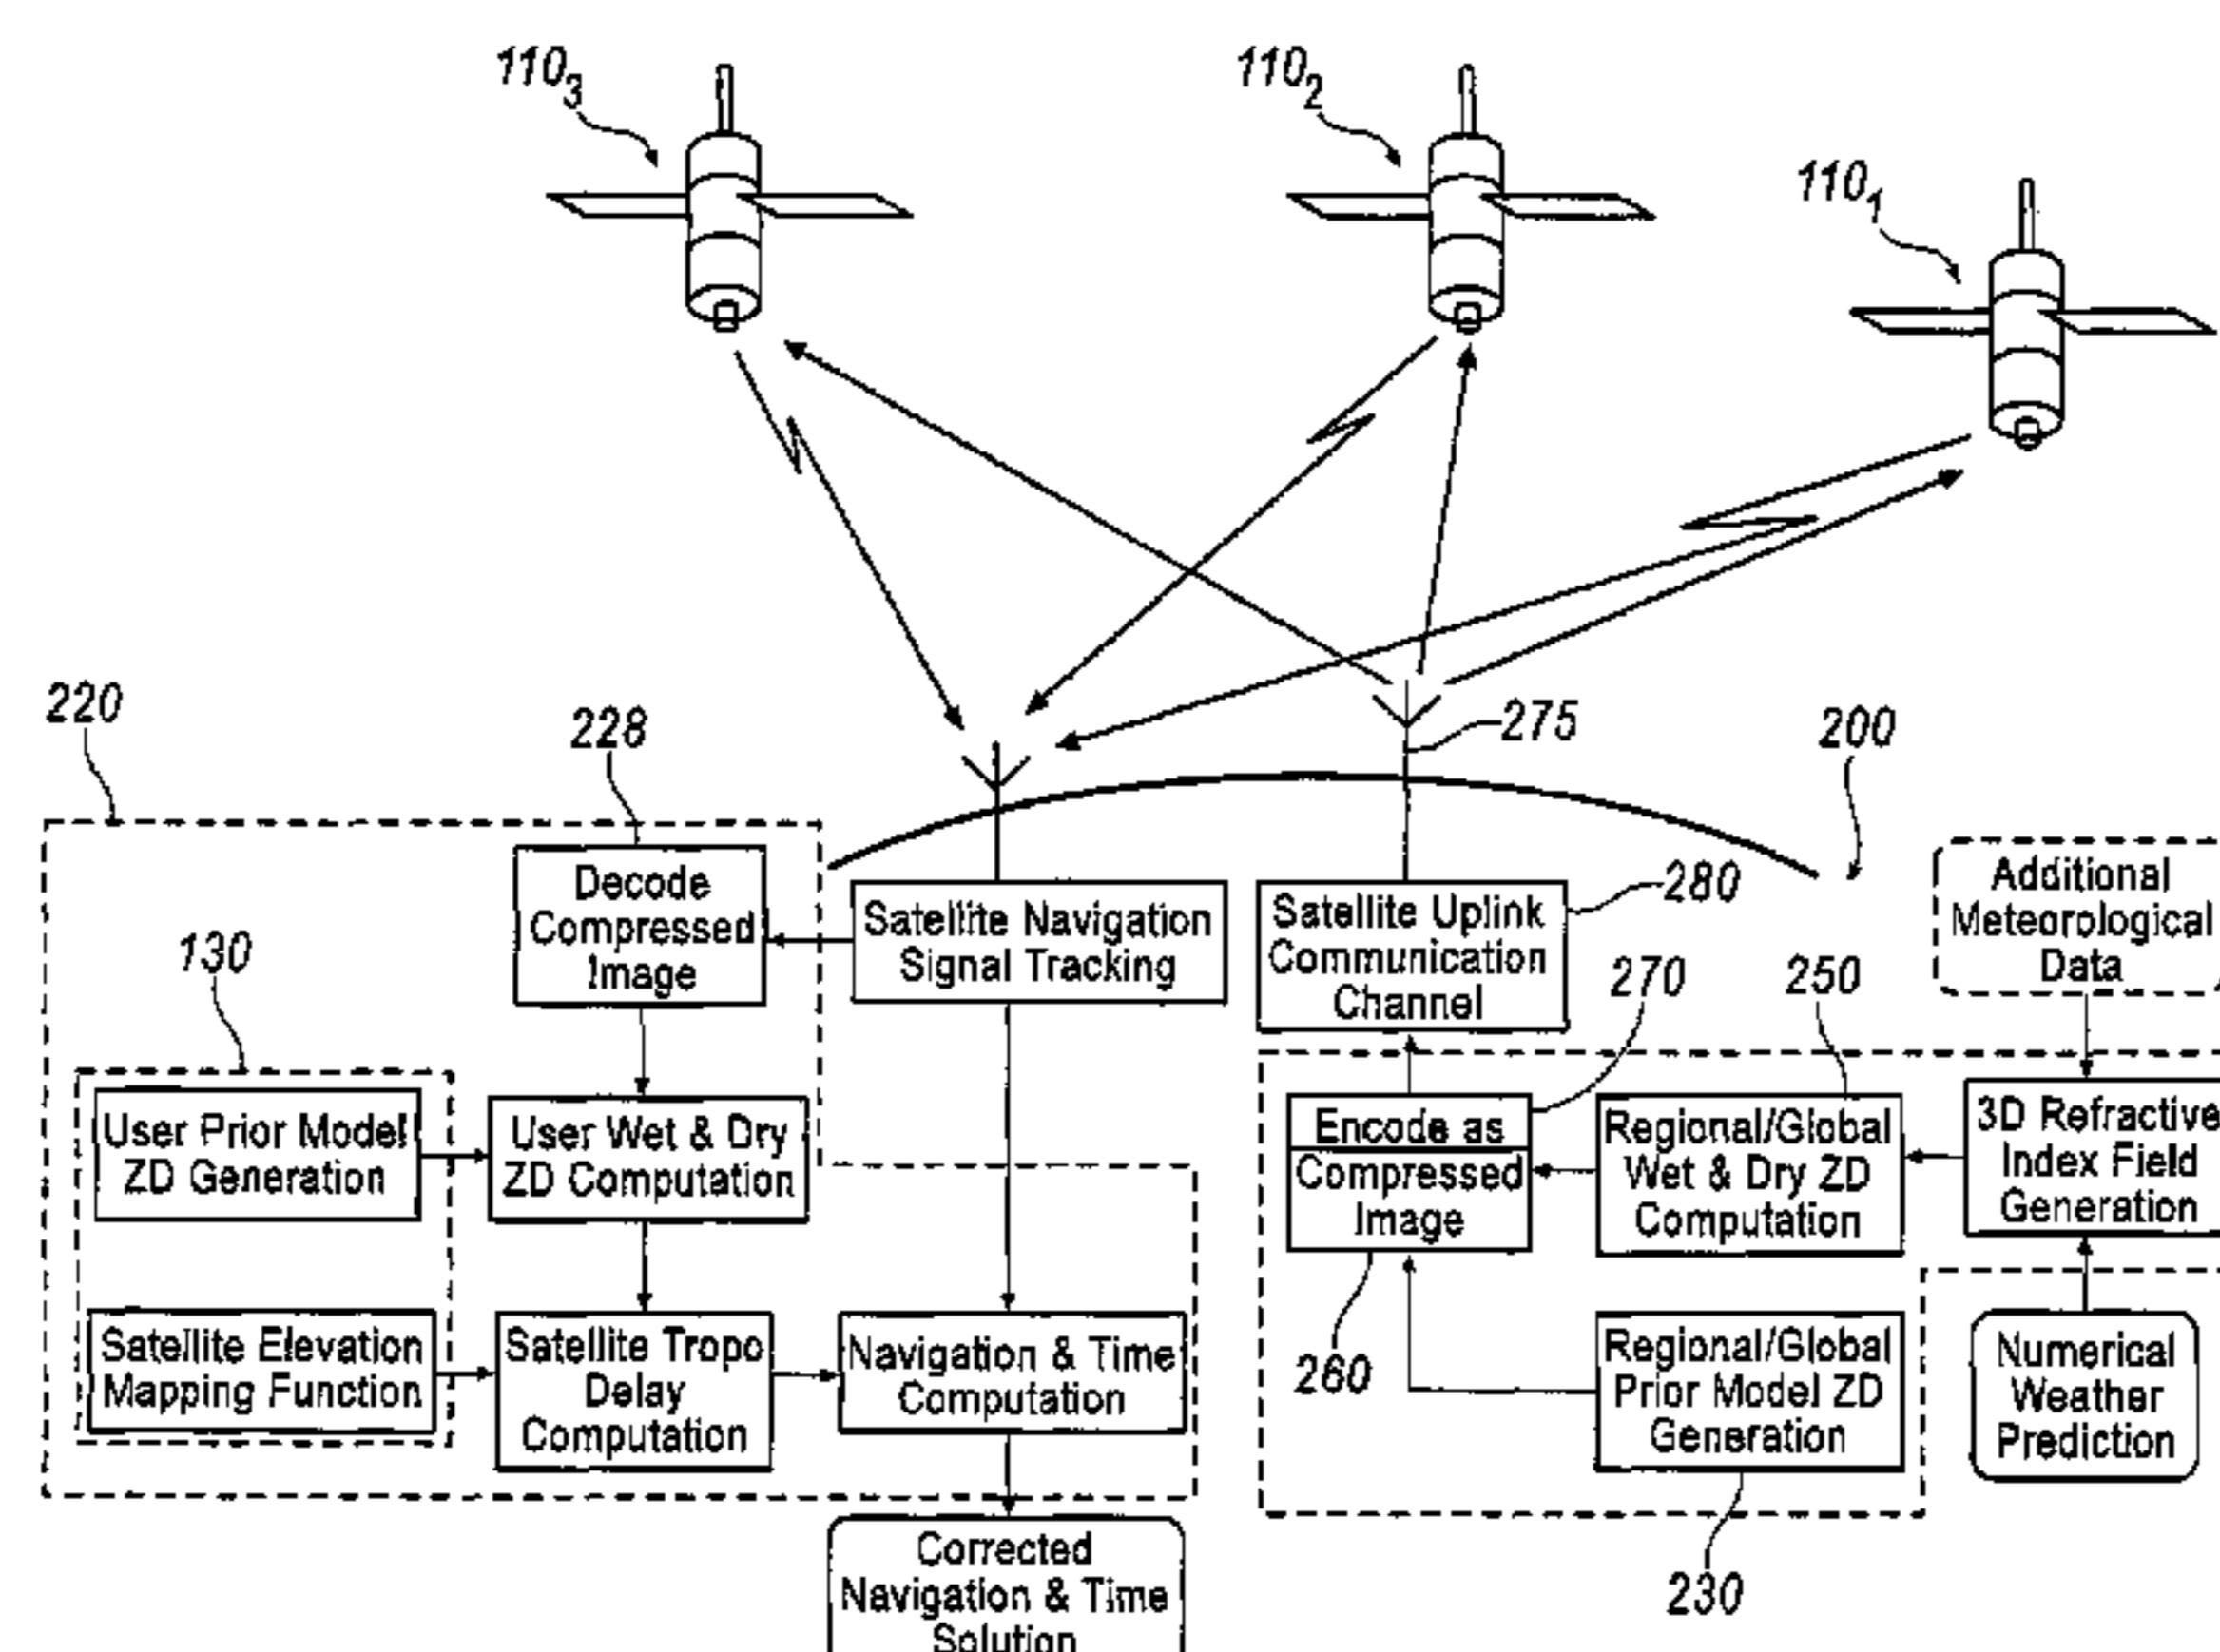 110₃
110₂
110₁
220
228
275
200
130
280
270
250
Decode
Compressed
Image
Satellite Navigation
Signal Tracking
Satellite Uplink
Communication
Channel
Additional
Meteorological
Data
User Prior Model
ZD Generation
User Wet & Dry
ZD Computation
Encode as
Compressed
Image
Regional/Global
Wet & Dry ZD
Computation
3D Refractive
Index Field
Generation
Satellite Elevation
Mapping Function
Satellite Tropo
Delay
Computation
Navigation & Time
Computation
260
Regional/Global
Prior Model ZD
Generation
Numerical
Weather
Prediction
Corrected
Navigation & Time
Solution
230